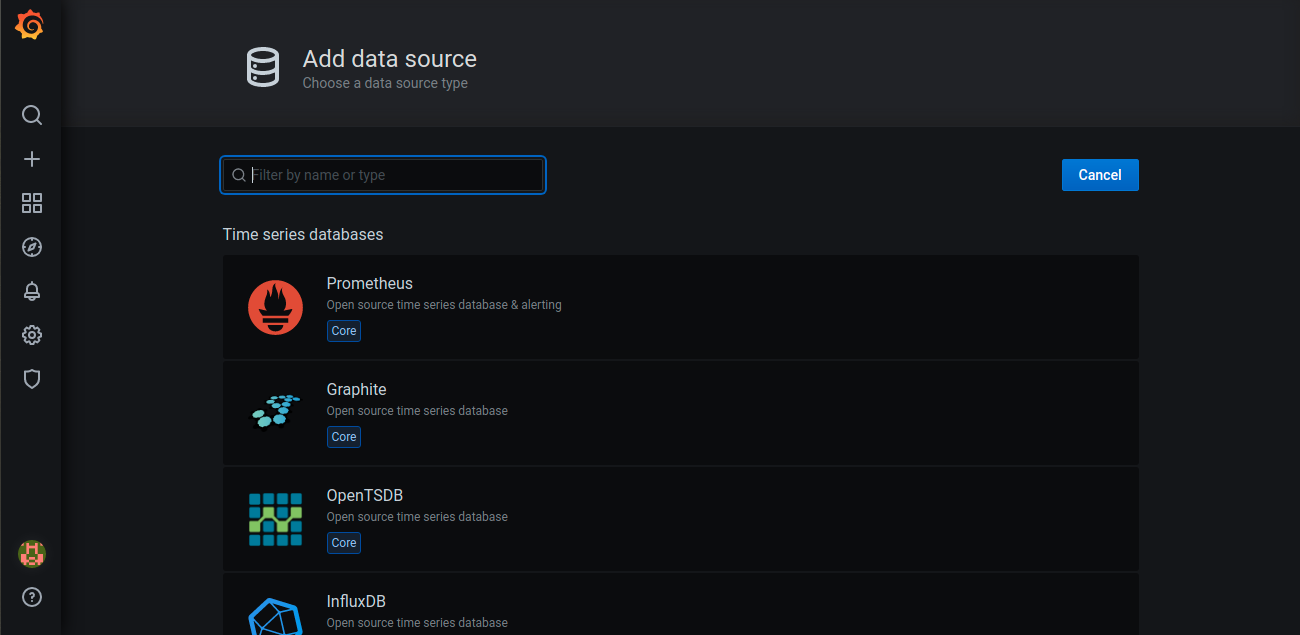 Add data source
Choose a data source type
Filter by name or type
Cancel
Time series databases
Prometheus
Open source time series database & alerting
Core
Graphite
Open source time series database
Core
OpenTSDB
Open source time series database
Core
InfluxDB
Open source time series database